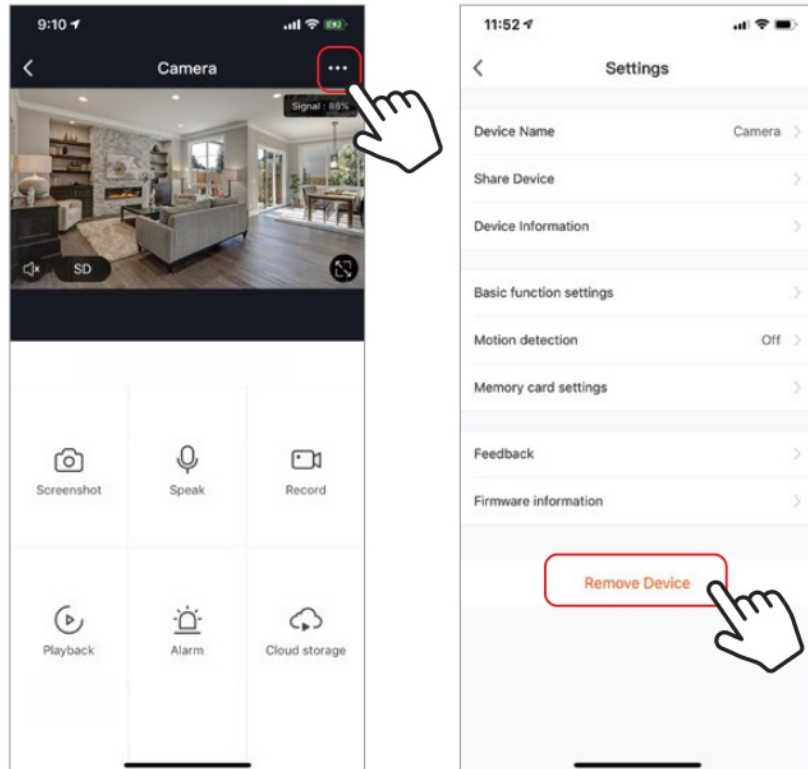 9:10
Camera
Signal : 88%
SD
Screenshot Speak Record
Playback Alarm Cloud storage
11:52
Settings
Device Name Camera
Share Device
Device Information
Basic function settings
Motion detection Off
Memory card settings
Feedback
Firmware information
Remove Device